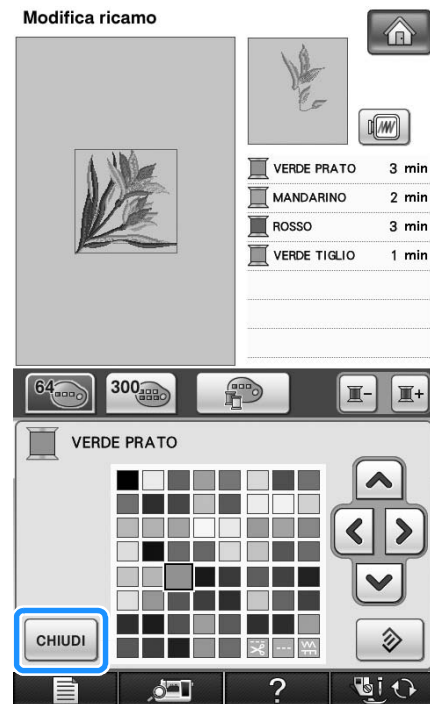 Modifica ricamo
VERDE PRATO 3 min
MANDARINO 2 min
ROSSO 3 min
VERDE TIGLIO 1 min
64 300 - +
VERDE PRATO
CHIUDI
?